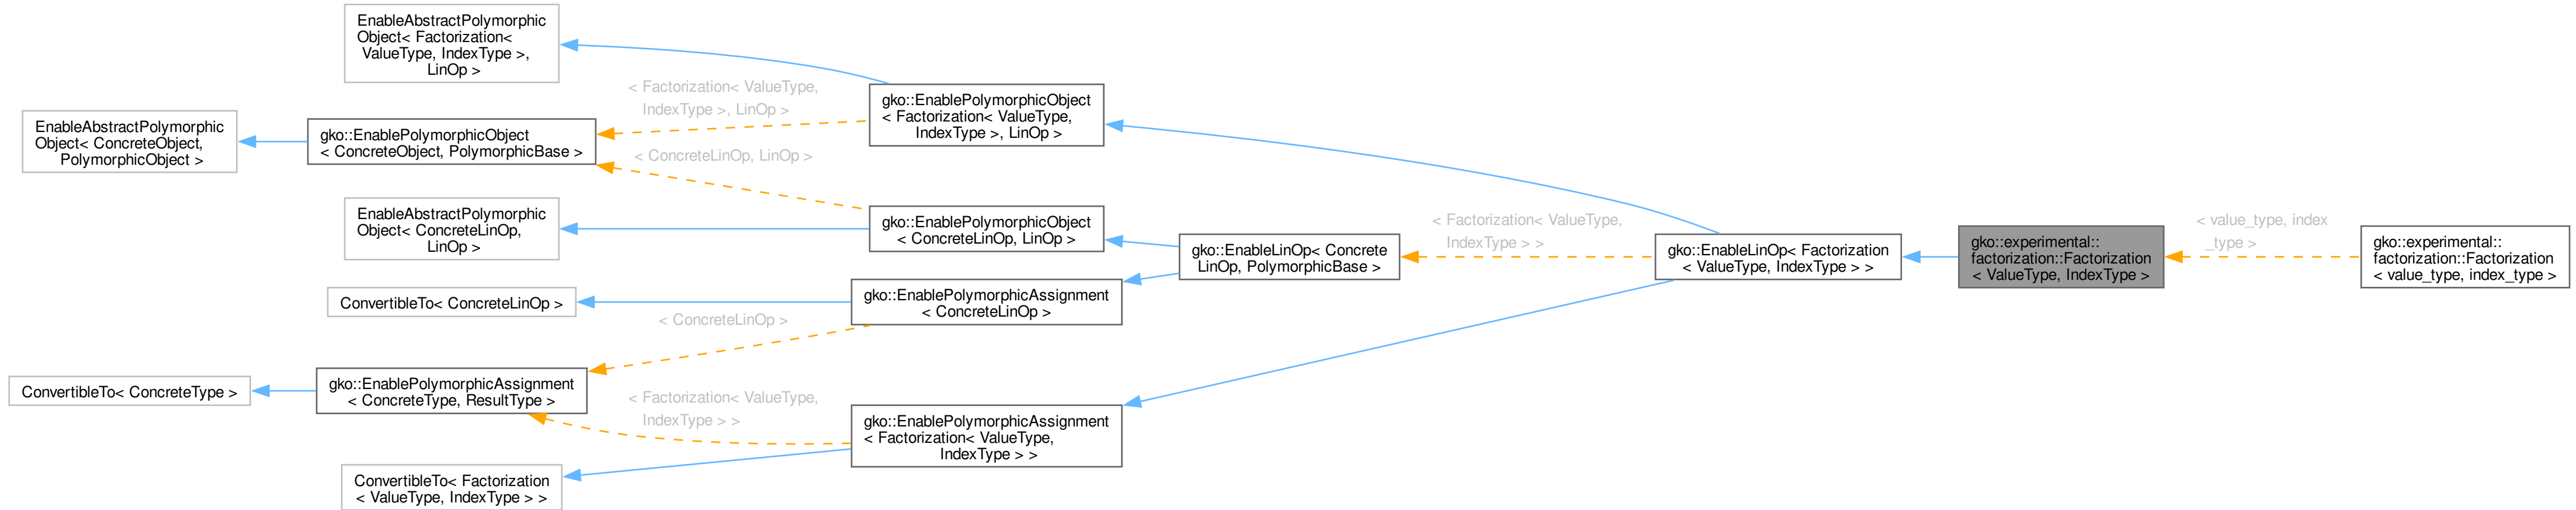 EnableAbstractPolymorphic
Object< Factorization<
ValueType, IndexType >,
LinOp >
< Factorization< ValueType,
IndexType >, LinOp >
gko::EnablePolymorphicObject
< Factorization< ValueType,
IndexType >, LinOp >
EnableAbstractPolymorphic
Object< ConcreteObject,
PolymorphicBase >
gko::EnablePolymorphicObject
< ConcreteObject, PolymorphicBase >
< ConcreteLinOp, LinOp >
EnableAbstractPolymorphic
Object< ConcreteLinOp,
LinOp >
gko::EnablePolymorphicObject
< ConcreteLinOp, LinOp >
gko::EnableLinOp< Concrete
LinOp, PolymorphicBase >
< Factorization< ValueType,
IndexType > >
gko::EnableLinOp< Factorization
< ValueType, IndexType > >
gko::experimental::
factorization::Factorization
< ValueType, IndexType >
< value_type, index
_type >
gko::experimental::
factorization::Factorization
< value_type, index_type >
ConvertibleTo< ConcreteLinOp >
gko::EnablePolymorphicAssignment
< ConcreteLinOp >
< ConcreteLinOp >
ConvertibleTo< ConcreteType >
gko::EnablePolymorphicAssignment
< ConcreteType, ResultType >
< Factorization< ValueType,
IndexType > >
gko::EnablePolymorphicAssignment
< Factorization< ValueType,
IndexType > >
ConvertibleTo< Factorization
< ValueType, IndexType > >